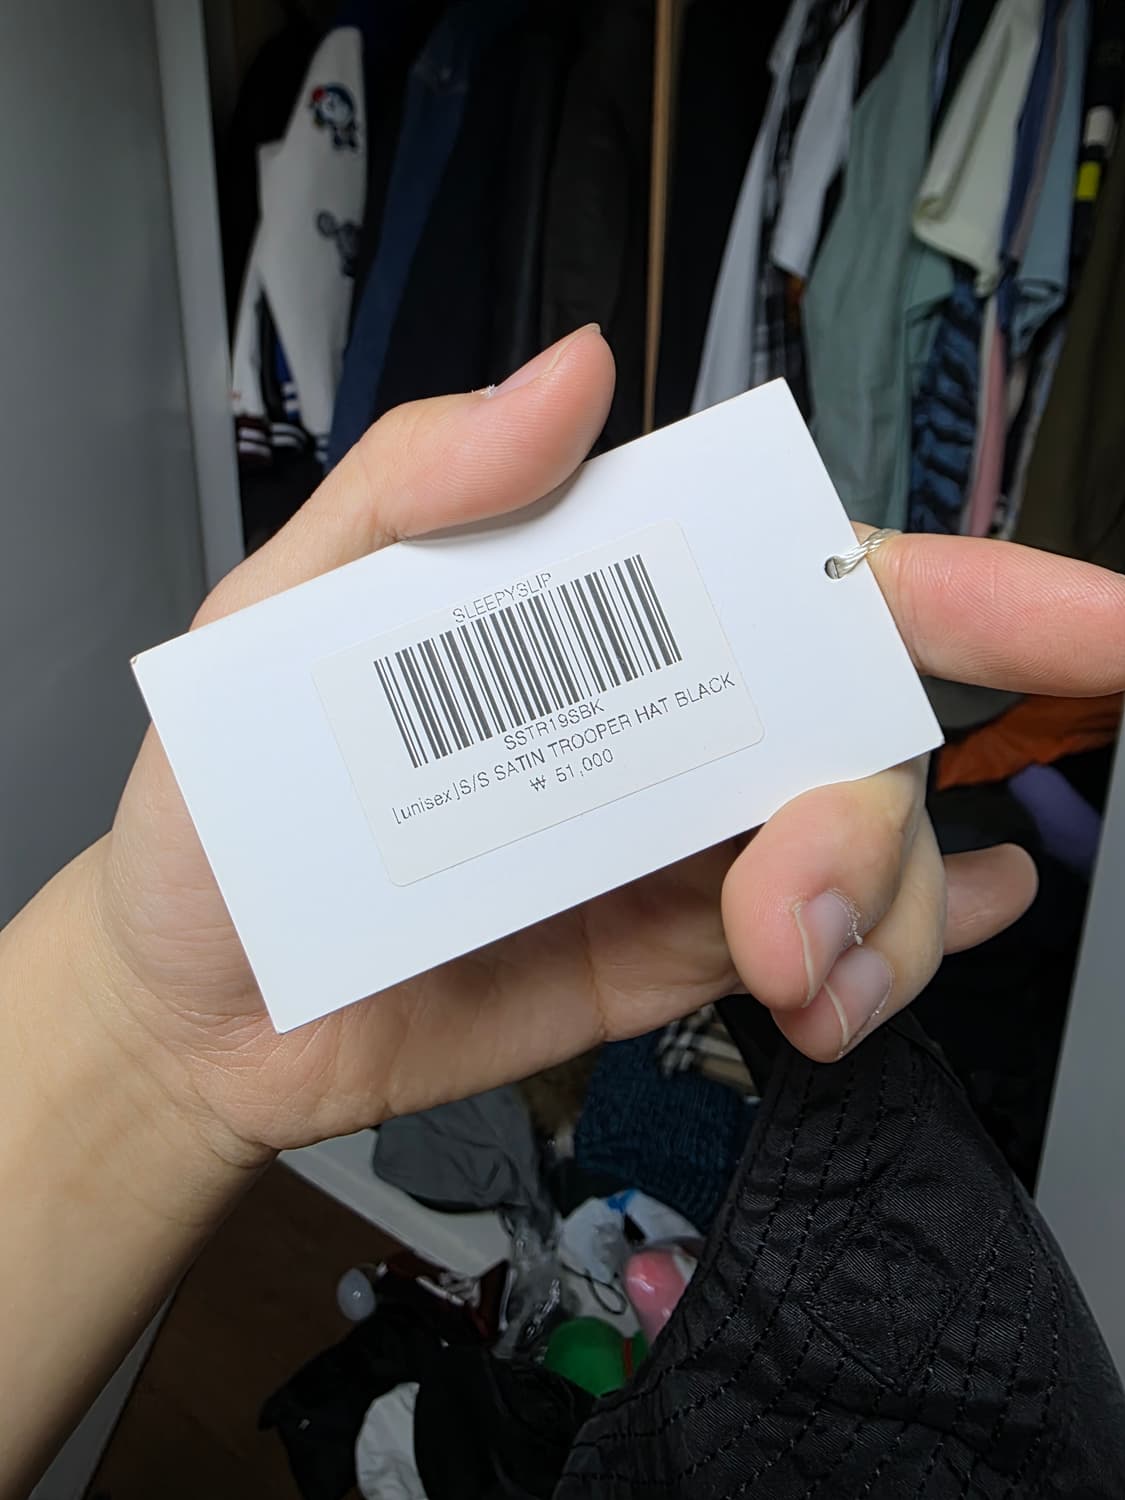 SLEEPYSLIP
SSTR19SBK
[unisex]S/S SATIN TROOPER HAT BLACK
₩ 51,000